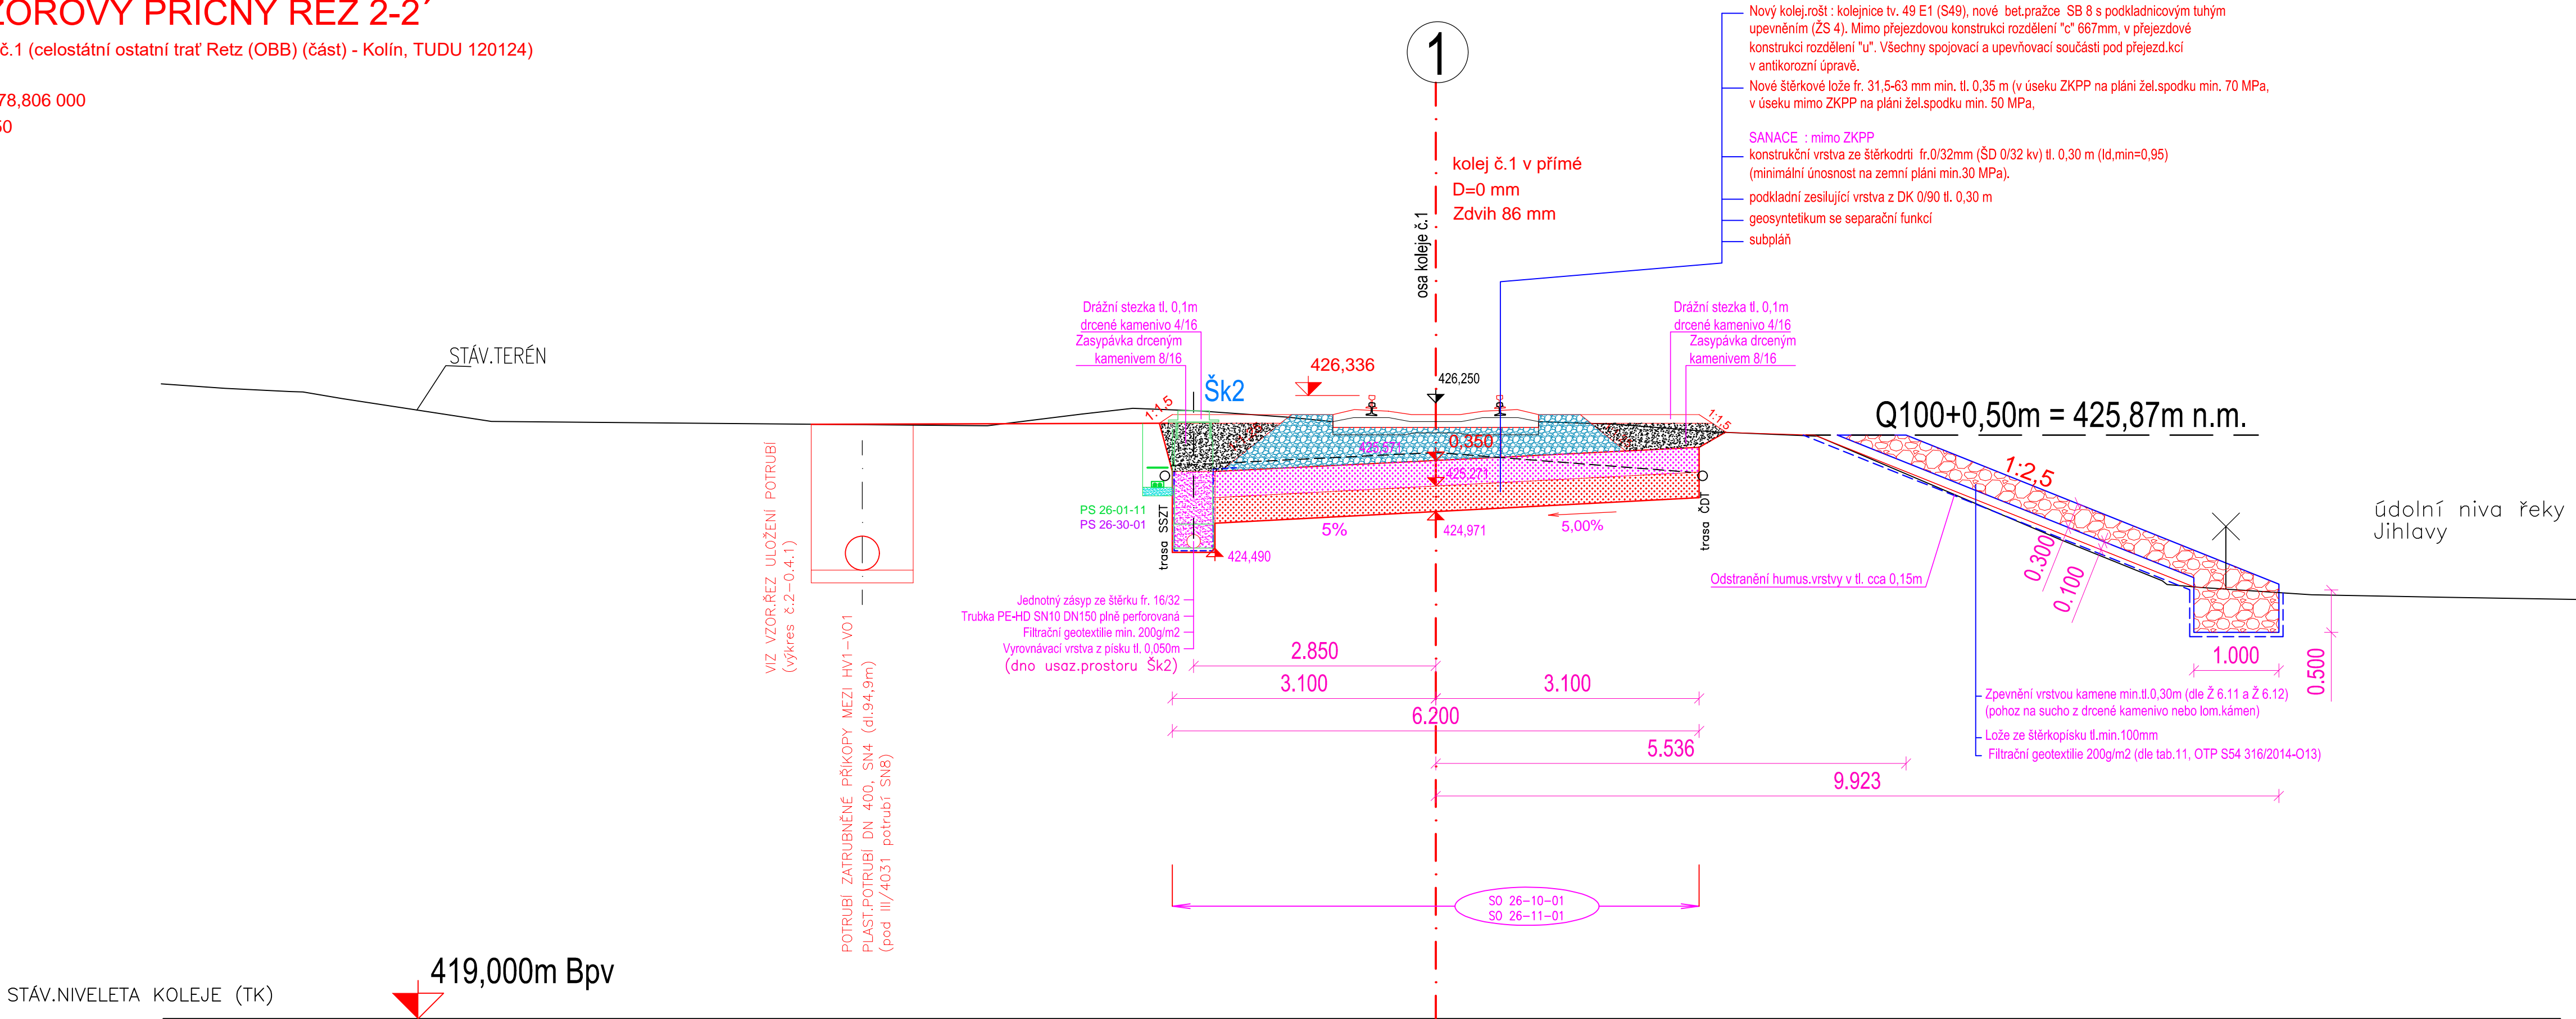 ZOROVÝ PŘÍČNÝ ŘEZ 2-2´
č.1 (celostátní ostatní trať Retz (OBB) (část) - Kolín, TUDU 120124)
78,806 000
50
1
Nový kolej.rošt : kolejnice tv. 49 E1 (S49), nové bet.pražce SB 8 s podkladnicovým tuhým
upevněním (ŽS 4). Mimo přejezdovou konstrukci rozdělení "c" 667mm, v přejezdové
konstrukci rozdělení "u". Všechny spojovací a upevňovací součásti pod přejezd.kcí
v antikorozní úpravě.
Nové štěrkové lože fr. 31,5-63 mm min. tl. 0,35 m (v úseku ZKPP na pláni žel.spodku min. 70 MPa,
v úseku mimo ZKPP na pláni žel.spodku min. 50 MPa,
SANACE : mimo ZKPP
konstrukční vrstva ze štěrkodrti fr.0/32mm (ŠD 0/32 kv) tl. 0,30 m (Id,min=0,95)
(minimální únosnost na zemní pláni min.30 MPa).
podkladní zesilující vrstva z DK 0/90 tl. 0,30 m
geosyntetikum se separační funkcí
subpláň
kolej č.1 v přímé
D=0 mm
Zdvih 86 mm
osa koleje č.1
Drážní stezka tl. 0,1m
drcené kamenivo 4/16
Zasypávka drceným
kamenivem 8/16
Drážní stezka tl. 0,1m
drcené kamenivo 4/16
Zasypávka drceným
kamenivem 8/16
STÁV.TERÉN
426,336
426,250
Šk2
1:1,5
1:1,5
Q100+0,50m = 425,87m n.m.
0.350
425,571
425,271
1:2,5
údolní niva řeky
Jihlavy
PS 26-01-11
PS 26-30-01
trasa SSZT
trasa ČDT
5%
5,00%
424,971
424,490
0.300
0.100
Odstranění humus.vrstvy v tl. cca 0,15m
VIZ VZOR.ŘEZ ULOŽENÍ POTRUBÍ
(výkres č.2-0.4.1)
POTRUBÍ ZATRUBNĚNÉ PŘÍKOPY MEZI HV1-VO1
PLAST.POTRUBÍ DN 400, SN4 (dl.94,9m)
(pod III/4031 potrubí SN8)
Jednotný zásyp ze štěrku fr. 16/32
Trubka PE-HD SN10 DN150 plně perforovaná
Filtrační geotextilie min. 200g/m2
Vyrovnávací vrstva z písku tl. 0,050m
(dno usaz.prostoru Šk2)
2.850
3.100
3.100
6.200
5.536
9.923
1.000
0.500
Zpevnění vrstvou kamene min.tl.0,30m (dle Ž 6.11 a Ž 6.12)
(pohoz na sucho z drcené kamenivo nebo lom.kámen)
Lože ze štěrkopísku tl.min.100mm
Filtrační geotextilie 200g/m2 (dle tab.11, OTP S54 316/2014-O13)
SO 26-10-01
SO 26-11-01
419,000m Bpv
STÁV.NIVELETA KOLEJE (TK)